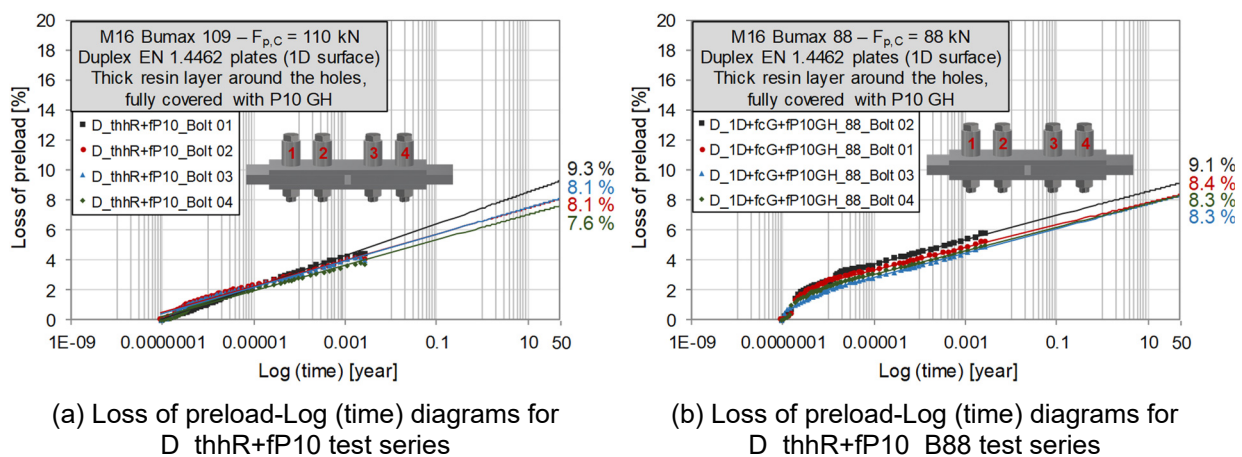 20
18
16
14
12
10
8
6
4
2
0
Loss of preload [%]
M16 Bumax 109 – Fp,C = 110 kN
Duplex EN 1.4462 plates (1D surface)
Thick resin layer around the holes,
fully covered with P10 GH
D_thhR+fP10_Bolt 01
D_thhR+fP10_Bolt 02
D_thhR+fP10_Bolt 03
D_thhR+fP10_Bolt 04
1 2 3 4
9.3 %
8.1 %
8.1 %
7.6 %
1E-09 0.0000001 0.00001 0.001 0.1 10 50
Log (time) [year]
(a) Loss of preload-Log (time) diagrams for
D_thhR+fP10 test series
20
18
16
14
12
10
8
6
4
2
0
Loss of preload [%]
M16 Bumax 88 – Fp,C = 88 kN
Duplex EN 1.4462 plates (1D surface)
Thick resin layer around the holes,
fully covered with P10 GH
D_1D+fcG+fP10GH_88_Bolt 02
D_1D+fcG+fP10GH_88_Bolt 01
D_1D+fcG+fP10GH_88_Bolt 03
D_1D+fcG+fP10GH_88_Bolt 04
1 2 3 4
9.1 %
8.4 %
8.3 %
8.3 %
1E-09 0.0000001 0.00001 0.001 0.1 10 50
Log (time) [year]
(b) Loss of preload-Log (time) diagrams for
D_thhR+fP10_B88 test series